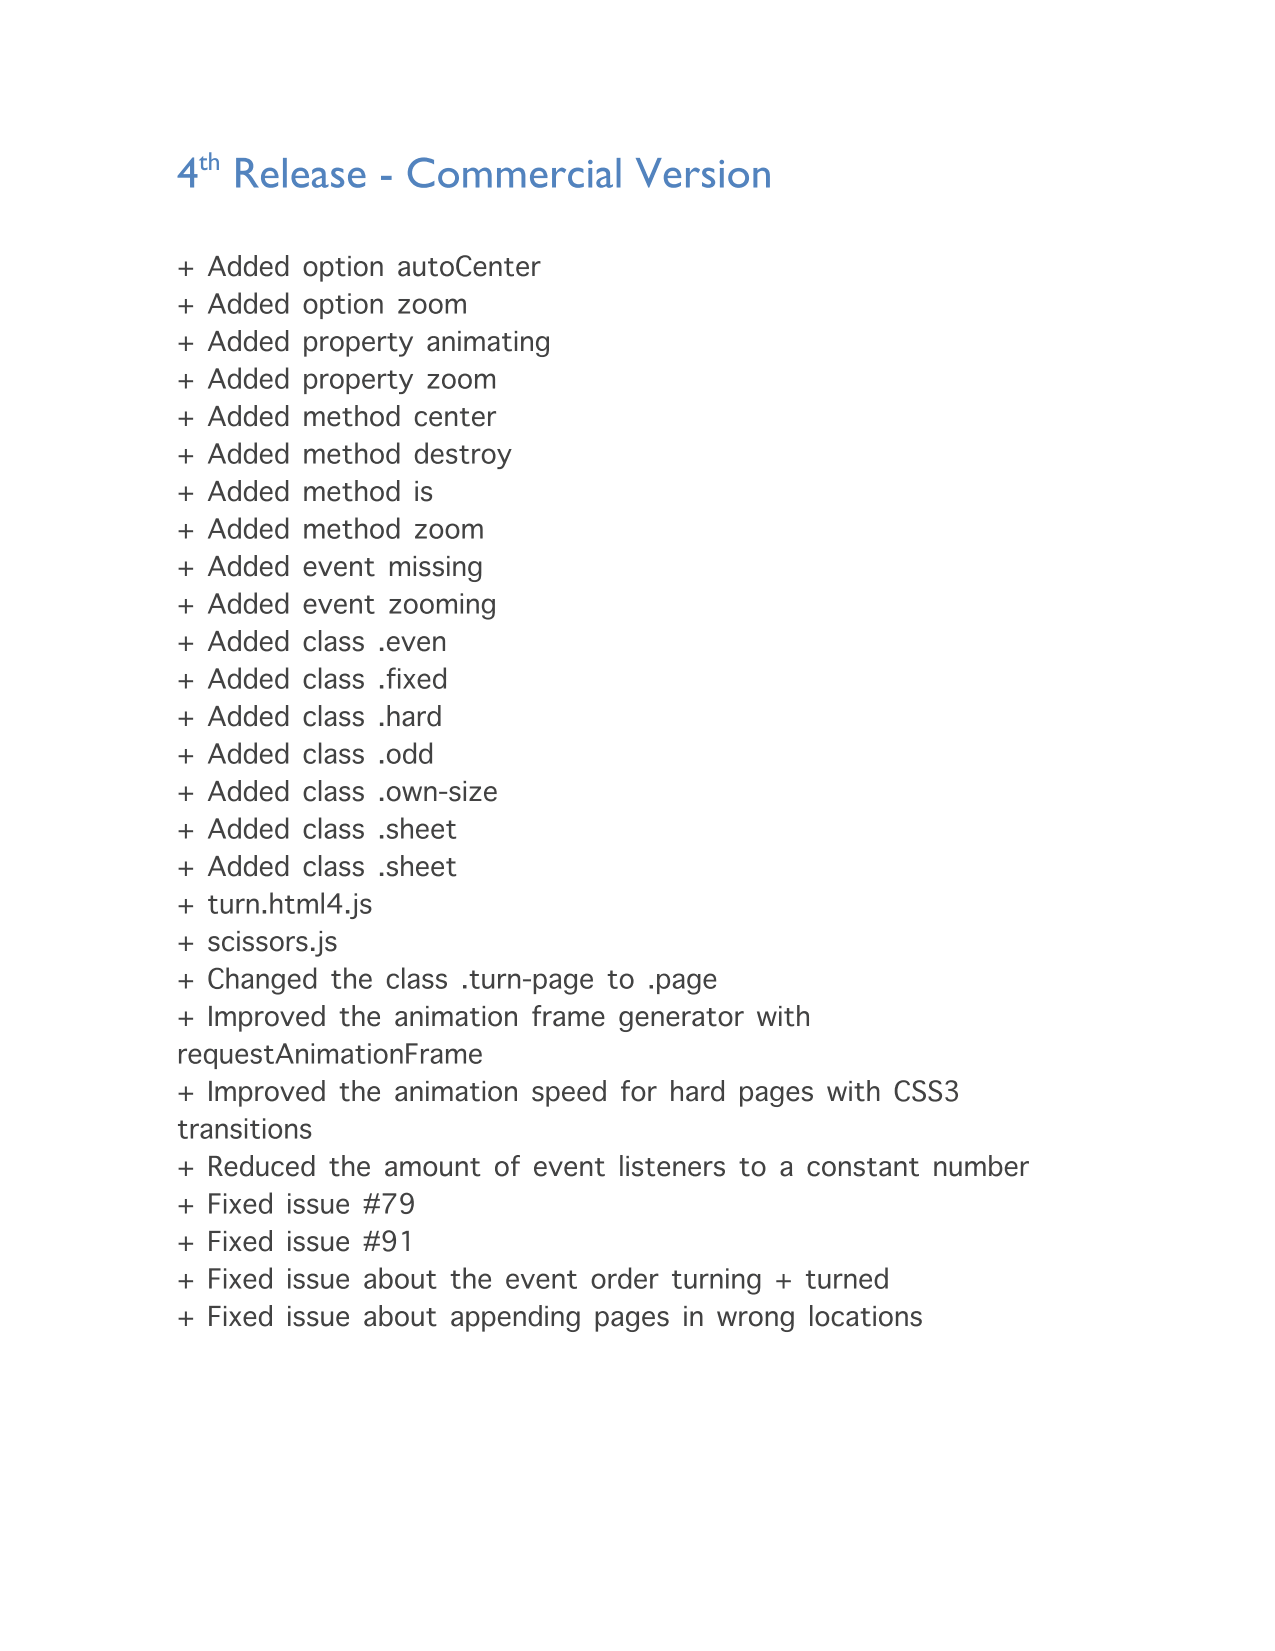 4th Release - Commercial Version
+ Added option autoCenter
+ Added option zoom
+ Added property animating
+ Added property zoom
+ Added method center
+ Added method destroy
+ Added method is
+ Added method zoom
+ Added event missing
+ Added event zooming
+ Added class .even
+ Added class .fixed
+ Added class .hard
+ Added class .odd
+ Added class .own-size
+ Added class .sheet
+ Added class .sheet
+ turn.html4.js
+ scissors.js
+ Changed the class .turn-page to .page
+ Improved the animation frame generator with
requestAnimationFrame
+ Improved the animation speed for hard pages with CSS3
transitions
+ Reduced the amount of event listeners to a constant number
+ Fixed issue #79
+ Fixed issue #91
+ Fixed issue about the event order turning + turned
+ Fixed issue about appending pages in wrong locations